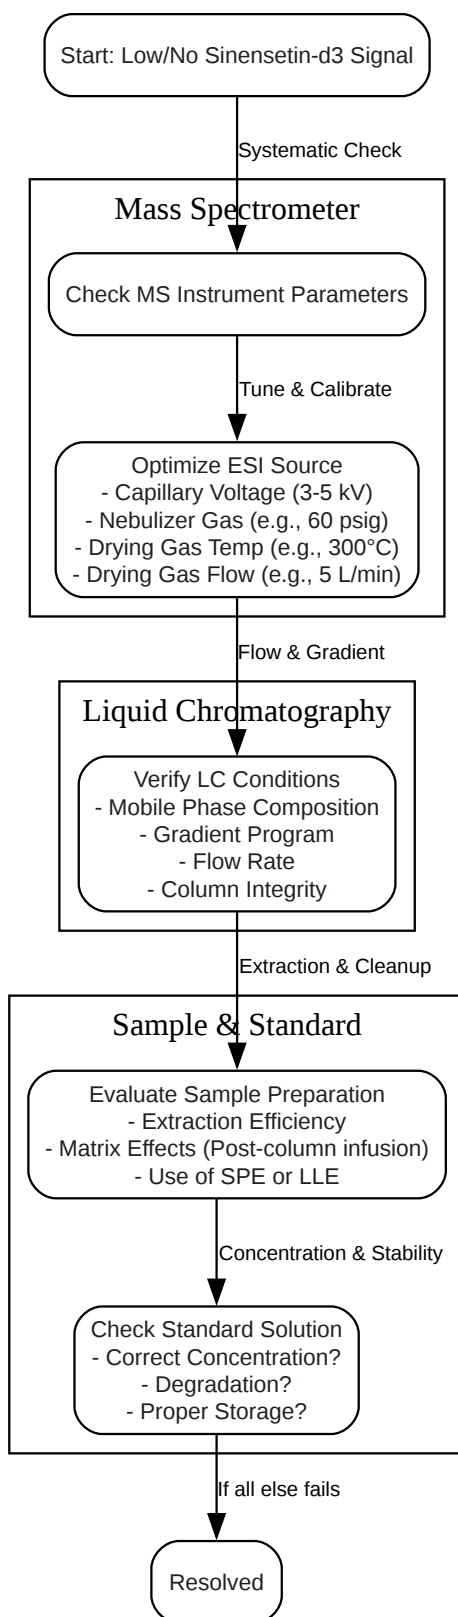 Start: Low/No Sinensetin-d3 Signal
Systematic Check
Mass Spectrometer
Check MS Instrument Parameters
Tune & Calibrate
Optimize ESI Source
- Capillary Voltage (3-5 kV)
- Nebulizer Gas (e.g., 60 psig)
- Drying Gas Temp (e.g., 300°C)
- Drying Gas Flow (e.g., 5 L/min)
Flow & Gradient
Liquid Chromatography
Verify LC Conditions
- Mobile Phase Composition
- Gradient Program
- Flow Rate
- Column Integrity
Extraction & Cleanup
Sample & Standard
Evaluate Sample Preparation
- Extraction Efficiency
- Matrix Effects (Post-column infusion)
- Use of SPE or LLE
Concentration & Stability
Check Standard Solution
- Correct Concentration?
- Degradation?
- Proper Storage?
If all else fails
Resolved